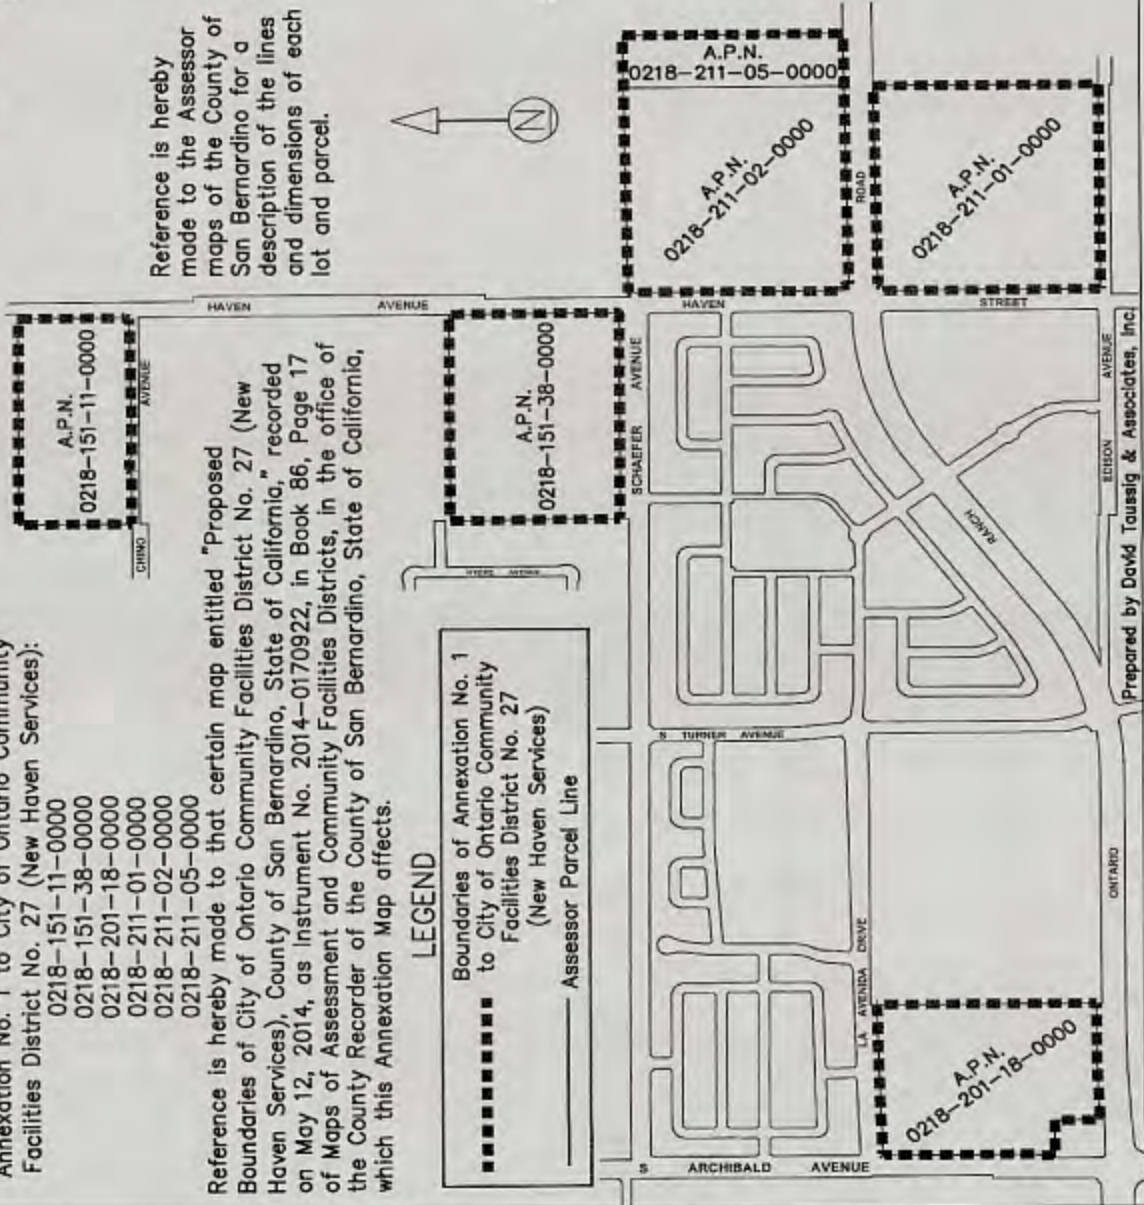 Annexation No. 1 to City of Ontario Community
Facilities District No. 27 (New Haven Services):
0218-151-11-0000
0218-151-38-0000
0218-201-18-0000
0218-211-01-0000
0218-211-02-0000
0218-211-05-0000
Reference is hereby made to that certain map entitled "Proposed
Boundaries of City of Ontario Community Facilities District No. 27 (New
Haven Services), County of San Bernardino, State of California," recorded
on May 12, 2014, as Instrument No. 2014-0170922, in Book 86, Page 17
of Maps of Assessment and Community Facilities Districts, in the office of
the County Recorder of the County of San Bernardino, State of California,
which this Annexation Map affects.
Reference is hereby
made to the Assessor
maps of the County of
San Bernardino for a
description of the lines
and dimensions of each
lot and parcel.
N
LEGEND
Boundaries of Annexation No. 1
to City of Ontario Community
Facilities District No. 27
(New Haven Services)
Assessor Parcel Line
A.P.N.
0218-151-11-0000
CHINO
AVENUE
HAVEN
AVENUE
A.P.N.
0218-151-38-0000
AVENUE
SCHAEFER
AVENUE
HAVEN
A.P.N.
0218-211-05-0000
A.P.N.
0218-211-02-0000
ROAD
A.P.N.
0218-211-01-0000
STREET
RANCH
EDISON
AVENUE
S TURNER AVENUE
LA AVENIDA DRIVE
ONTARIO
A.P.N.
0218-201-18-0000
S ARCHIBALD AVENUE
Prepared by David Taussig & Associates, Inc.